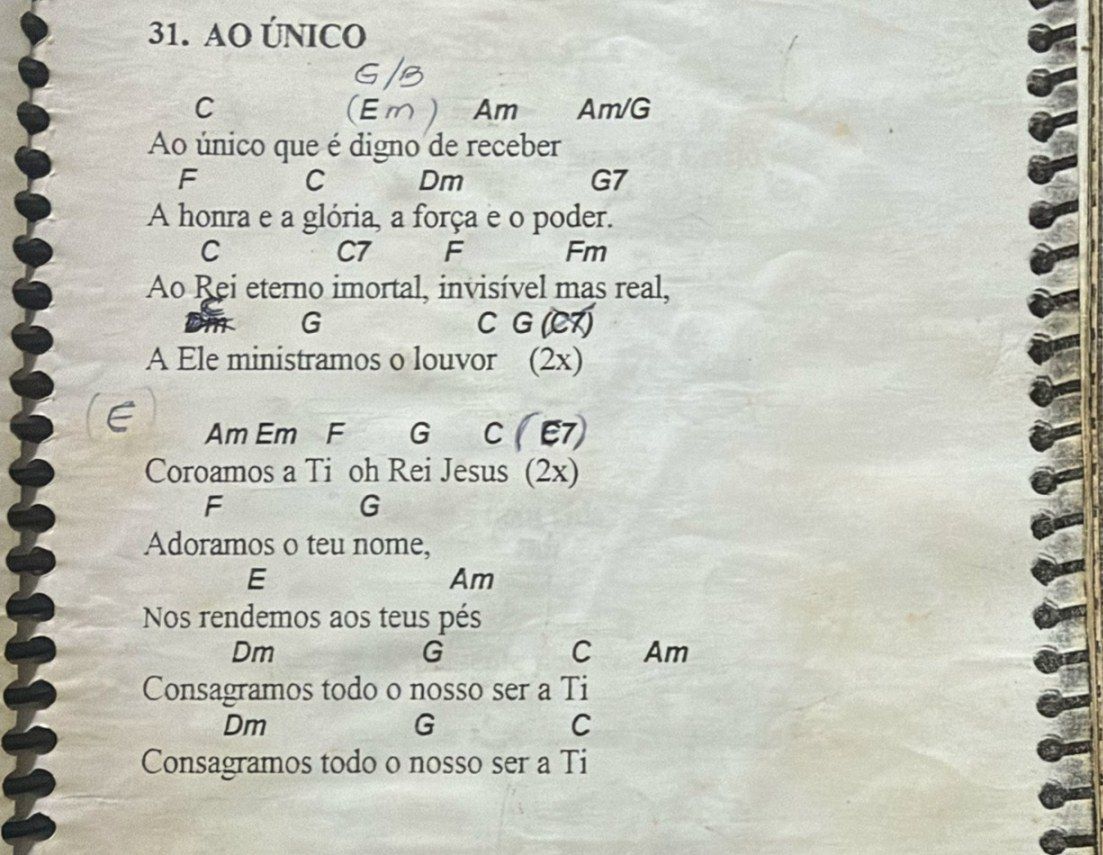 31. AO ÚNICO
G/B
C (Em) Am Am/G
Ao único que é digno de receber
F C Dm G7
A honra e a glória, a força e o poder.
C C7 F Fm
Ao Rei eterno imortal, invisível mas real,
C
Dm G C G (C7)
A Ele ministramos o louvor (2x)
(E)
Am Em F G C (E7)
Coroamos a Ti oh Rei Jesus (2x)
F G
Adoramos o teu nome,
E Am
Nos rendemos aos teus pés
Dm G C Am
Consagramos todo o nosso ser a Ti
Dm G C
Consagramos todo o nosso ser a Ti